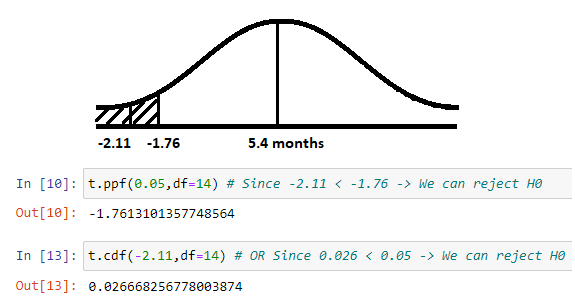 -2.11 -1.76 5.4 months
In [10]: t.ppf(0.05,df=14) # Since -2.11 < -1.76 -> We can reject H0
Out[10]: -1.7613101357748564
In [13]: t.cdf(-2.11,df=14) # OR Since 0.026 < 0.05 -> We can reject H0
Out[13]: 0.026668256778003874